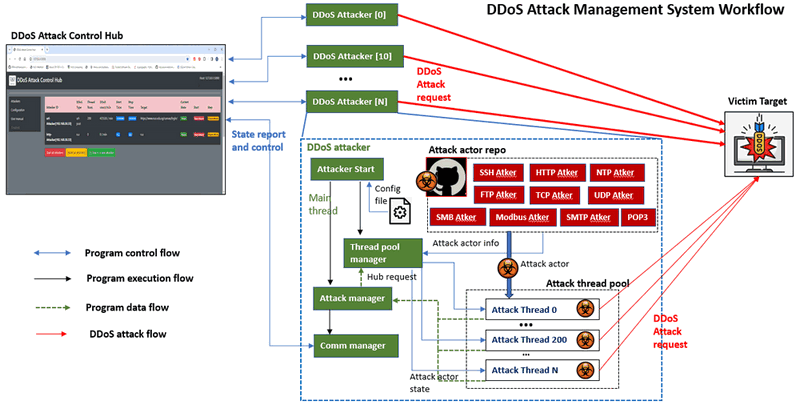 DDoS Attack Management System Workflow
DDoS Attack Control Hub
DDoS Attacker [0]
DDoS Attacker [10]
•••
DDoS Attacker [N]
DDoS
Attack
request
Victim Target
DDOS
DDoS Attack Control Hub
State report
and control
DDoS attacker
Attacker Start
Main
thread
Config
file
Attack actor repo
SSH Atker
HTTP Atker
NTP Atker
FTP Atker
TCP Atker
UDP Atker
SMB Atker
Modbus Atker
SMTP Atker
POP3
Thread pool
manager
Attack actor info
Attack actor
Hub request
Attack thread pool
Attack manager
Attack Thread 0
•••
Attack Thread 200
...
Attack Thread N
Comm manager
Attack actor
state
DDoS
Attack
request
Program control flow
Program execution flow
Program data flow
DDoS attack flow